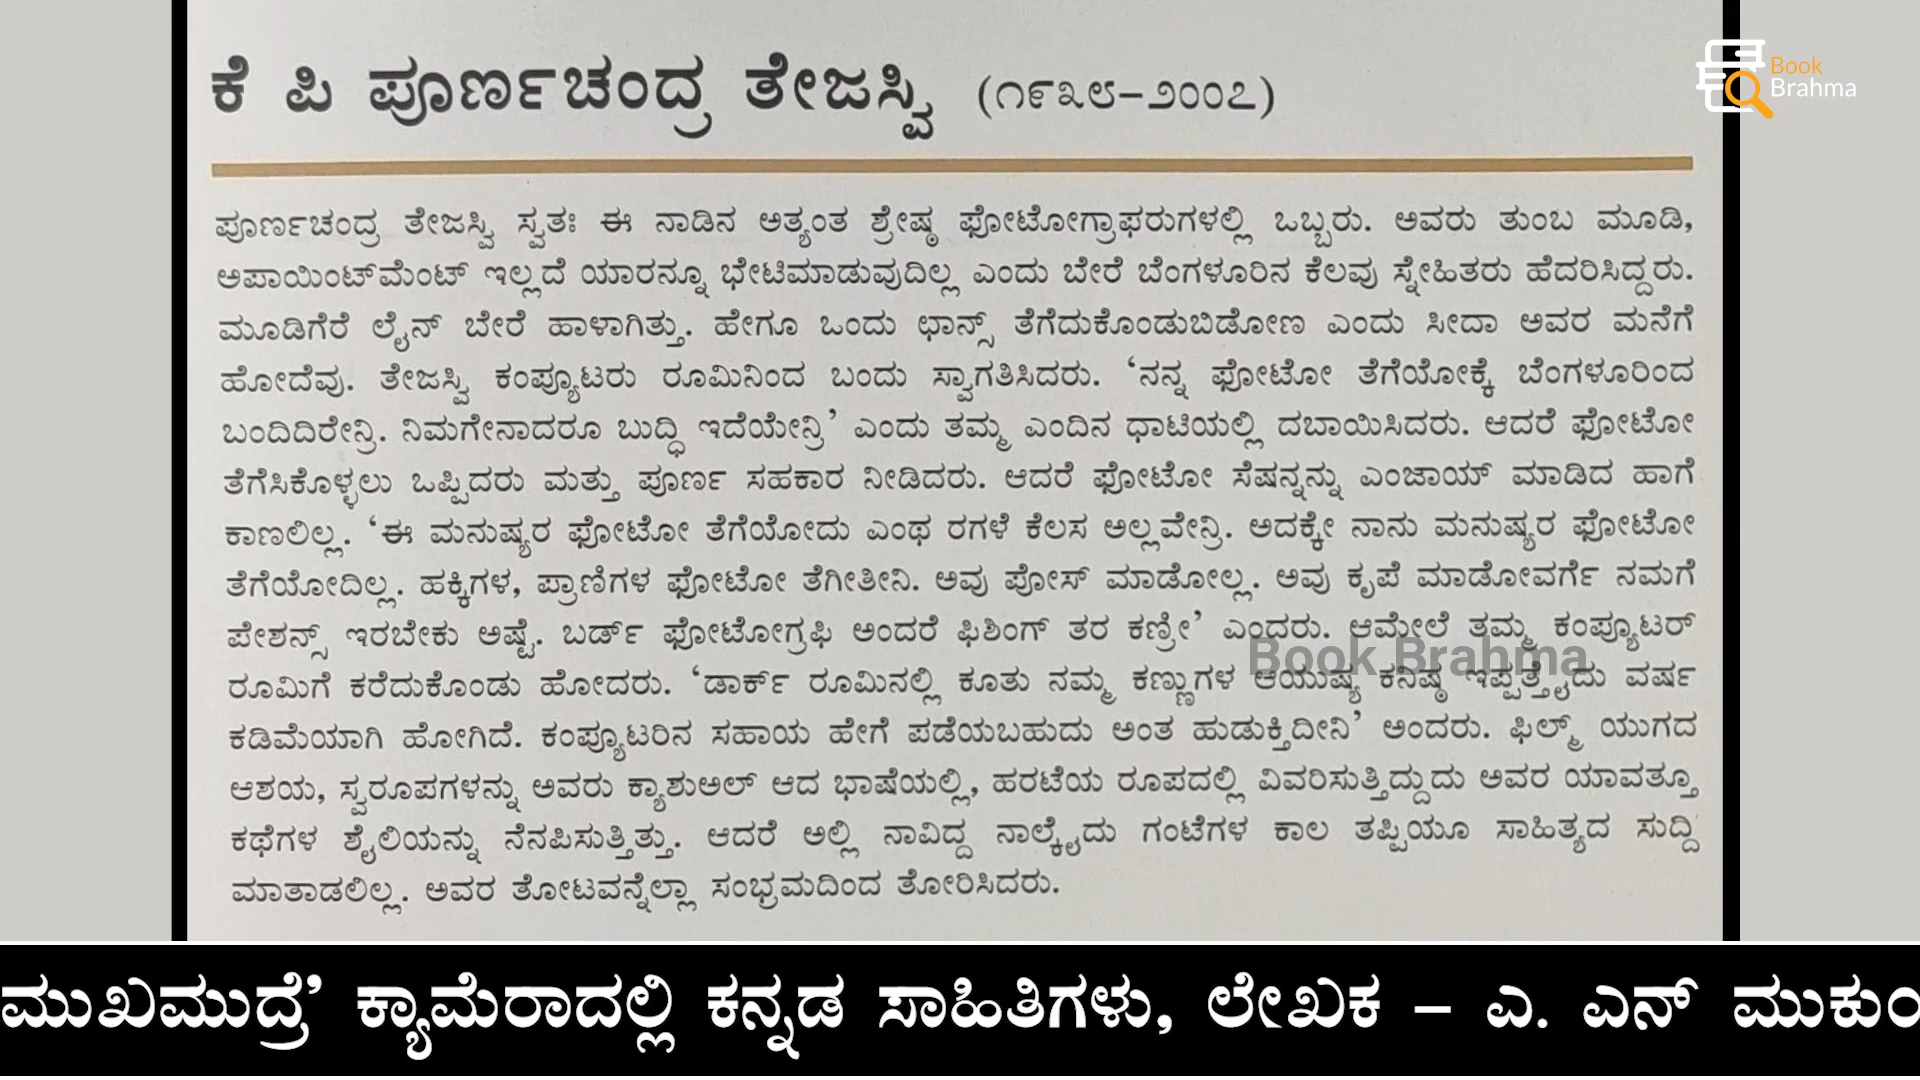 ಕೆ ಪಿ ಪೂರ್ಣಚಂದ್ರ ತೇಜಸ್ವಿ (೧೯೩೮–೨೦೦೭)
Book
Brahma
ಪೂರ್ಣಚಂದ್ರ ತೇಜಸ್ವಿ ಸ್ವತಃ ಈ ನಾಡಿನ ಅತ್ಯಂತ ಶ್ರೇಷ್ಠ ಫೋಟೋಗ್ರಾಫರುಗಳಲ್ಲಿ ಒಬ್ಬರು. ಅವರು ತುಂಬ ಮೂಡಿ,
ಅಪಾಯಿಂಟ್‌ಮೆಂಟ್ ಇಲ್ಲದೆ ಯಾರನ್ನೂ ಭೇಟಿಮಾಡುವುದಿಲ್ಲ ಎಂದು ಬೇರೆ ಬೆಂಗಳೂರಿನ ಕೆಲವು ಸ್ನೇಹಿತರು ಹೆದರಿಸಿದ್ದರು.
ಮೂಡಿಗೆರೆ ಲೈನ್ ಬೇರೆ ಹಾಳಾಗಿತ್ತು. ಹೇಗೂ ಒಂದು ಛಾನ್ಸ್ ತೆಗೆದುಕೊಂಡುಬಿಡೋಣ ಎಂದು ಸೀದಾ ಅವರ ಮನೆಗೆ
ಹೋದೆವು. ತೇಜಸ್ವಿ ಕಂಪ್ಯೂಟರು ರೂಮಿನಿಂದ ಬಂದು ಸ್ವಾಗತಿಸಿದರು. ‘ನನ್ನ ಫೋಟೋ ತೆಗೆಯೋಕ್ಕೆ ಬೆಂಗಳೂರಿಂದ
ಬಂದಿದಿರೇನ್ರಿ. ನಿಮಗೇನಾದರೂ ಬುದ್ಧಿ ಇದೆಯೇನ್ರಿ’ ಎಂದು ತಮ್ಮ ಎಂದಿನ ಧಾಟಿಯಲ್ಲಿ ದಬಾಯಿಸಿದರು. ಆದರೆ ಫೋಟೋ
ತೆಗೆಸಿಕೊಳ್ಳಲು ಒಪ್ಪಿದರು ಮತ್ತು ಪೂರ್ಣ ಸಹಕಾರ ನೀಡಿದರು. ಆದರೆ ಫೋಟೋ ಸೆಷನ್ನನ್ನು ಎಂಜಾಯ್ ಮಾಡಿದ ಹಾಗೆ
ಕಾಣಲಿಲ್ಲ. ‘ಈ ಮನುಷ್ಯರ ಫೋಟೋ ತೆಗೆಯೋದು ಎಂಥ ರಗಳೆ ಕೆಲಸ ಅಲ್ಲವೇನ್ರಿ. ಅದಕ್ಕೇ ನಾನು ಮನುಷ್ಯರ ಫೋಟೋ
ತೆಗೆಯೋದಿಲ್ಲ. ಹಕ್ಕಿಗಳ, ಪ್ರಾಣಿಗಳ ಫೋಟೋ ತೆಗೀತೀನಿ. ಅವು ಪೋಸ್ ಮಾಡೋಲ್ಲ. ಅವು ಕೃಪೆ ಮಾಡೋವರ್ಗೆ ನಮಗೆ
ಪೇಶನ್ಸ್ ಇರಬೇಕು ಅಷ್ಟೆ. ಬರ್ಡ್ ಫೋಟೋಗ್ರಫಿ ಅಂದರೆ ಫಿಶಿಂಗ್ ತರ ಕಣ್ರೀ’ ಎಂದರು. ಆಮೇಲೆ ತಮ್ಮ ಕಂಪ್ಯೂಟರ್
Book Brahma
ರೂಮಿಗೆ ಕರೆದುಕೊಂಡು ಹೋದರು. ‘ಡಾರ್ಕ್ ರೂಮಿನಲ್ಲಿ ಕೂತು ನಮ್ಮ ಕಣ್ಣುಗಳ ಆಯುಷ್ಯ ಕನಿಷ್ಠ ಇಪ್ಪತ್ತೈದು ವರ್ಷ
ಕಡಿಮೆಯಾಗಿ ಹೋಗಿದೆ. ಕಂಪ್ಯೂಟರಿನ ಸಹಾಯ ಹೇಗೆ ಪಡೆಯಬಹುದು ಅಂತ ಹುಡುಕ್ತಿದೀನಿ’ ಅಂದರು. ಫಿಲ್ಮ್ ಯುಗದ
ಆಶಯ, ಸ್ವರೂಪಗಳನ್ನು ಅವರು ಕ್ಯಾಶುಅಲ್ ಆದ ಭಾಷೆಯಲ್ಲಿ, ಹರಟೆಯ ರೂಪದಲ್ಲಿ ವಿವರಿಸುತ್ತಿದ್ದುದು ಅವರ ಯಾವತ್ತೂ
ಕಥೆಗಳ ಶೈಲಿಯನ್ನು ನೆನಪಿಸುತ್ತಿತ್ತು. ಆದರೆ ಅಲ್ಲಿ ನಾವಿದ್ದ ನಾಲ್ಕೈದು ಗಂಟೆಗಳ ಕಾಲ ತಪ್ಪಿಯೂ ಸಾಹಿತ್ಯದ ಸುದ್ದಿ
ಮಾತಾಡಲಿಲ್ಲ. ಅವರ ತೋಟವನ್ನೆಲ್ಲಾ ಸಂಭ್ರಮದಿಂದ ತೋರಿಸಿದರು.
ಮುಖಮುದ್ರೆ’ ಕ್ಯಾಮೆರಾದಲ್ಲಿ ಕನ್ನಡ ಸಾಹಿತಿಗಳು, ಲೇಖಕ – ಎ. ಎನ್ ಮುಕುಂ